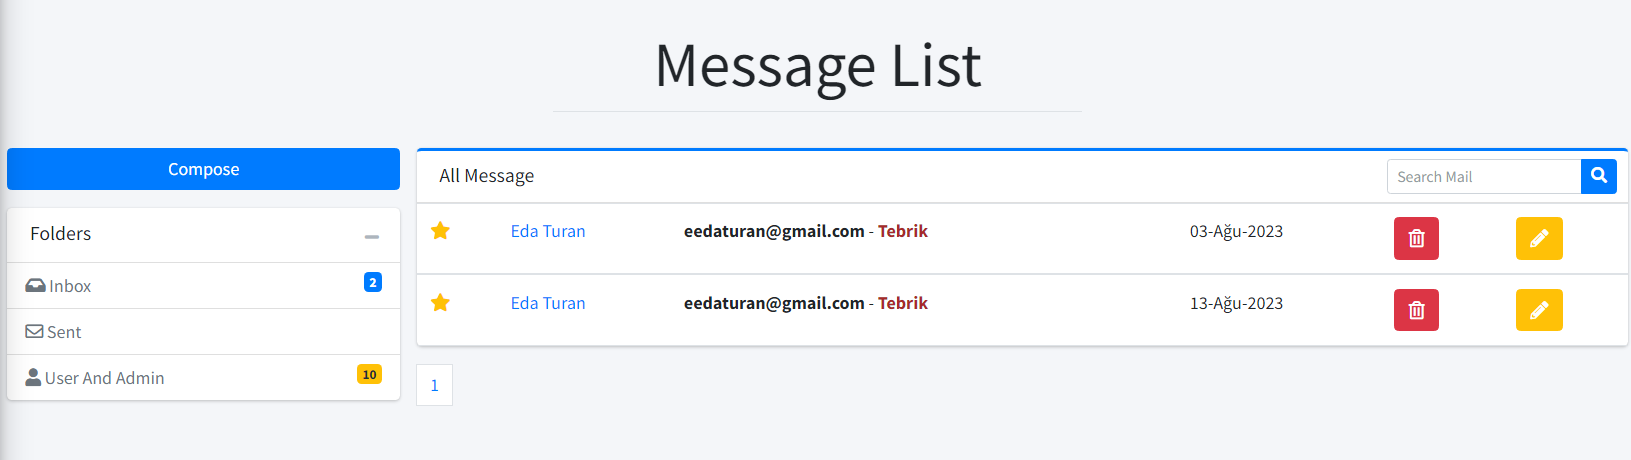 Message List
Compose
Folders
Inbox 2
Sent
User And Admin 10
All Message
Search Mail
Eda Turan eedaturan@gmail.com - Tebrik 03-Ağu-2023
Eda Turan eedaturan@gmail.com - Tebrik 13-Ağu-2023
1